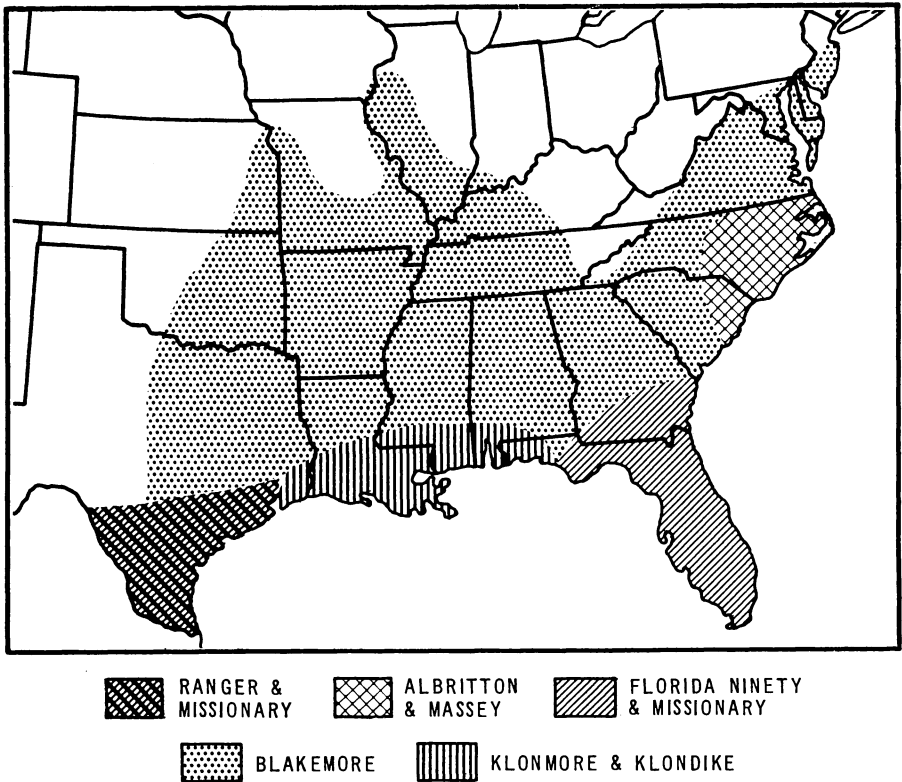 RANGER &
MISSIONARY
ALBRITTON
& MASSEY
FLORIDA NINETY
& MISSIONARY
BLAKEMORE
KLONMORE & KLONDIKE